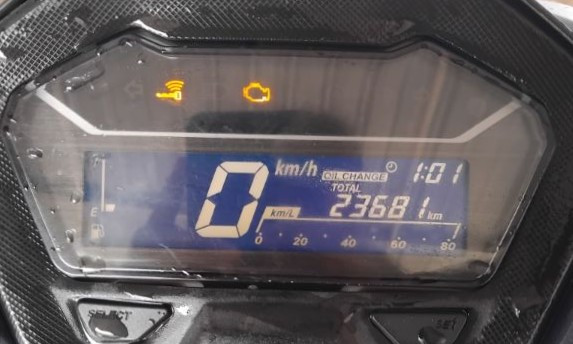 km/h OIL CHANGE 1:01
0 TOTAL
23681 km
E km/L
0 20 40 60 80
SELECT SET